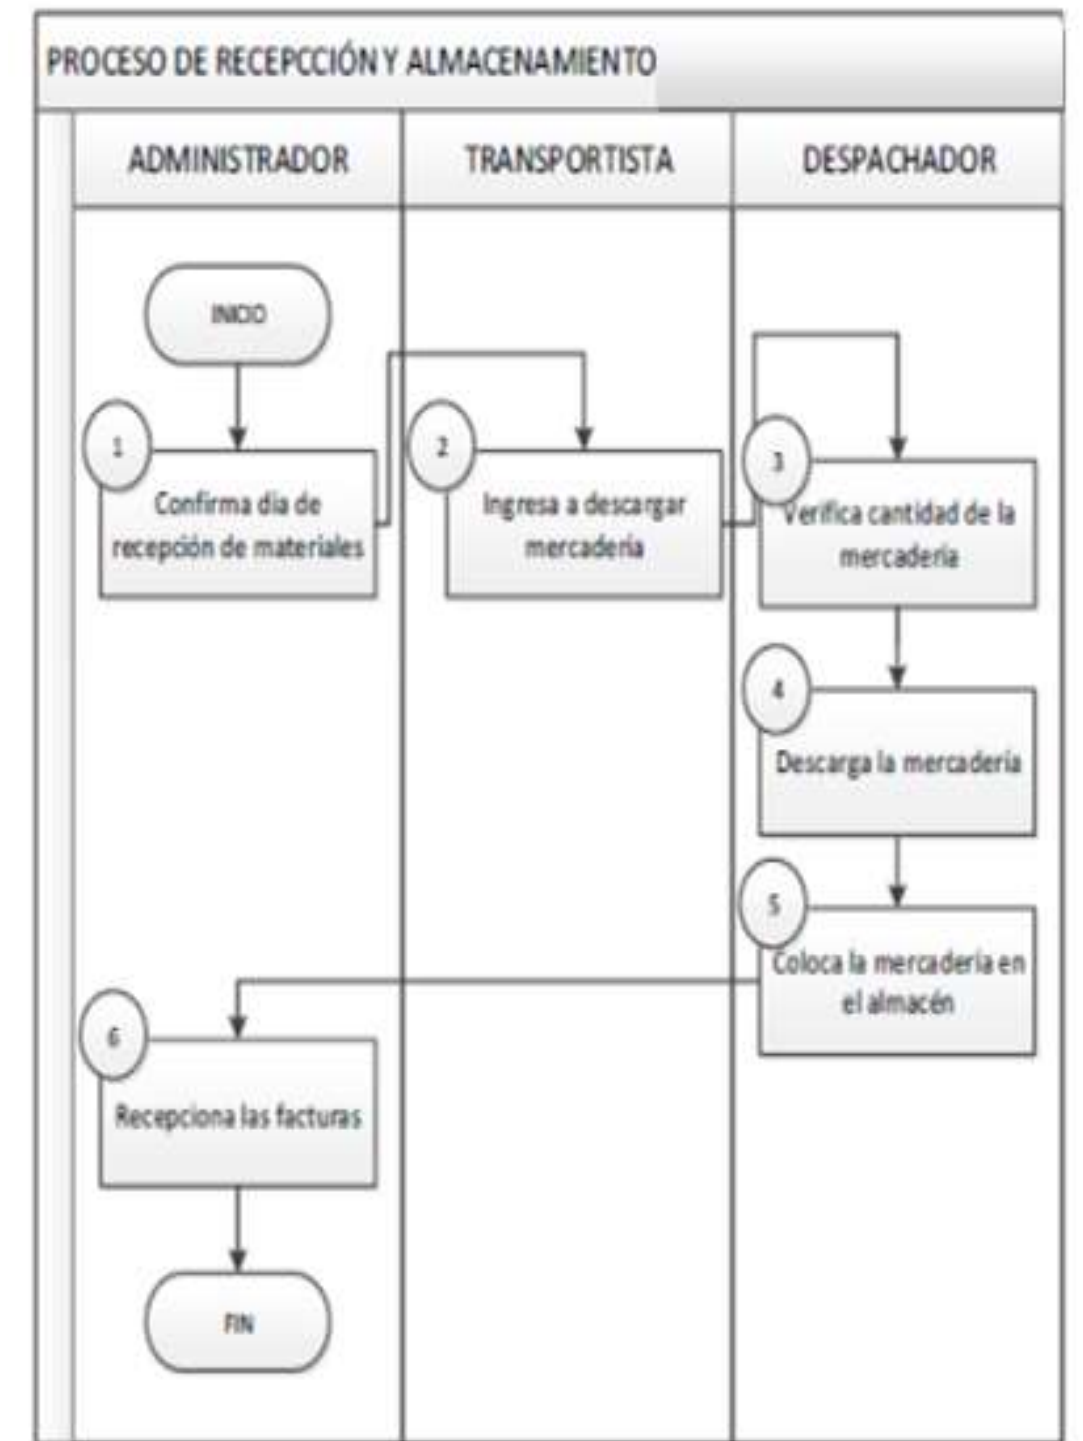 PROCESO DE RECEPCCIÓN Y ALMACENAMIENTO
ADMINISTRADOR
TRANSPORTISTA
DESPACHADOR
INICIO
1
Confirma día de
recepción de materiales
2
Ingresa a descargar
mercadería
3
Verifica cantidad de la
mercadería
4
Descarga la mercadería
5
Coloca la mercadería en
el almacén
6
Recepciona las facturas
FIN